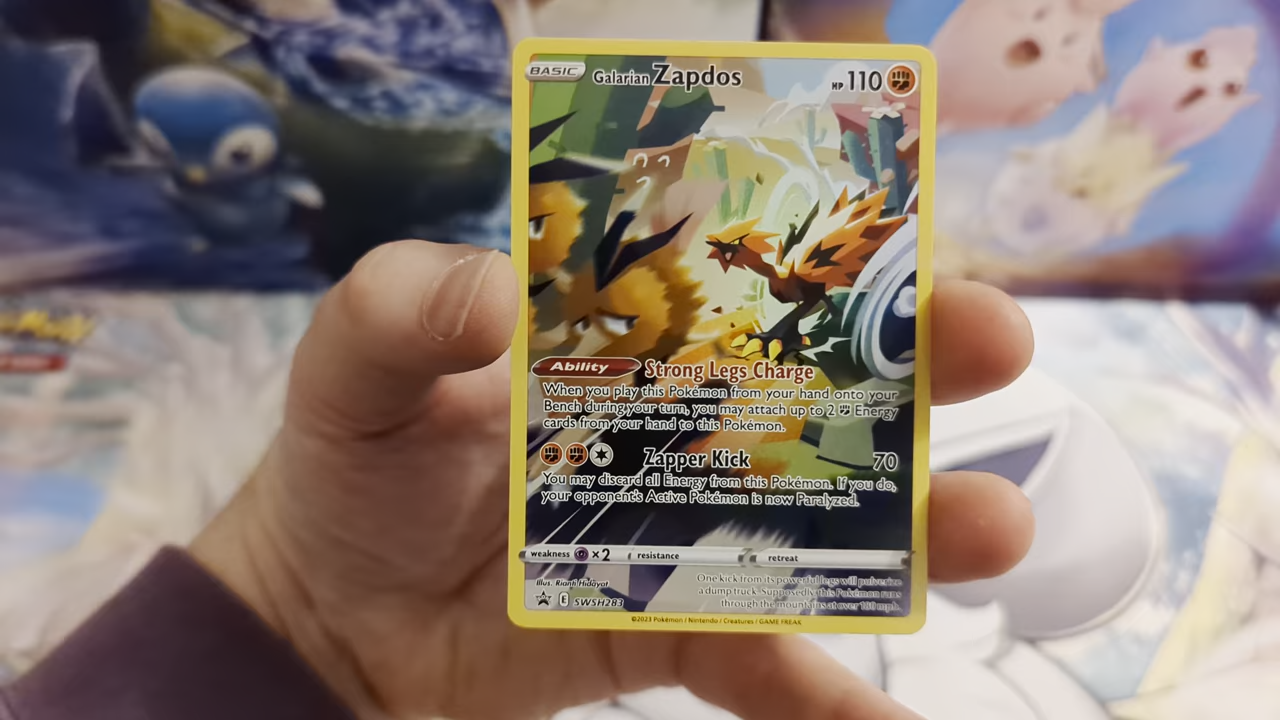 BASIC Galarian Zapdos HP 110
Ability Strong Legs Charge
When you play this Pokémon from your hand onto your
Bench during your turn, you may attach up to 2 Energy
cards from your hand to this Pokémon.
Zapper Kick 70
You may discard all Energy from this Pokémon. If you do,
your opponent's Active Pokémon is now Paralyzed.
weakness ×2 resistance retreat
Illus. Rianti Hidayat
One kick from its powerful legs will pulverize
a dump truck. Supposedly, this Pokémon runs
through the mountains at over 180 mph.
E SWSH283
©2023 Pokémon / Nintendo / Creatures / GAME FREAK